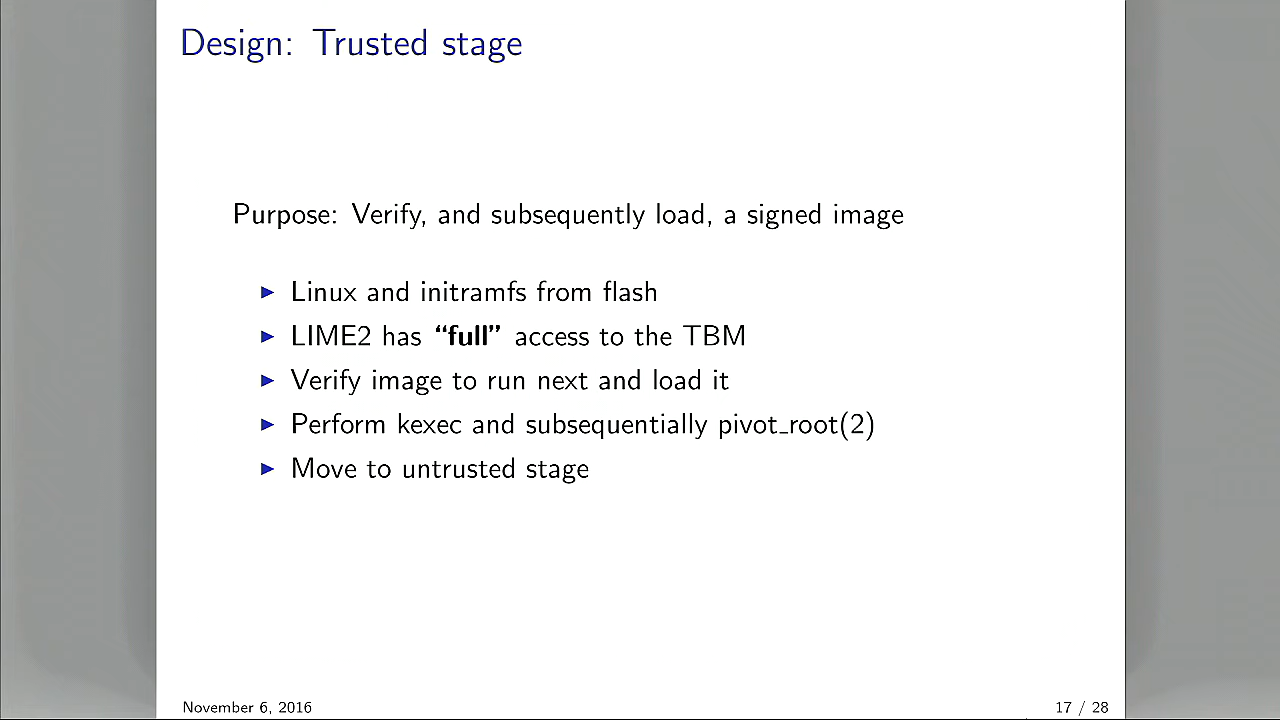 Design: Trusted stage
Purpose: Verify, and subsequently load, a signed image
Linux and initramfs from flash
LIME2 has “full” access to the TBM
Verify image to run next and load it
Perform kexec and subsequentially pivot_root(2)
Move to untrusted stage
November 6, 2016
17 / 28